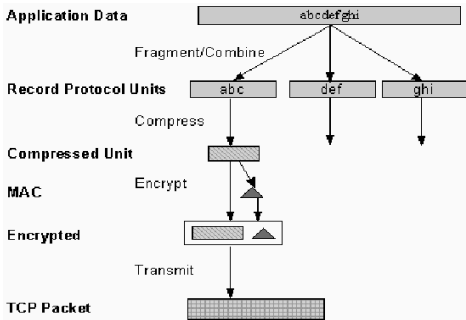 Application Data
abcdefghi
Fragment/Combine
Record Protocol Units
abc
def
ghi
Compress
Compressed Unit
Encrypt
MAC
Encrypted
Transmit
TCP Packet